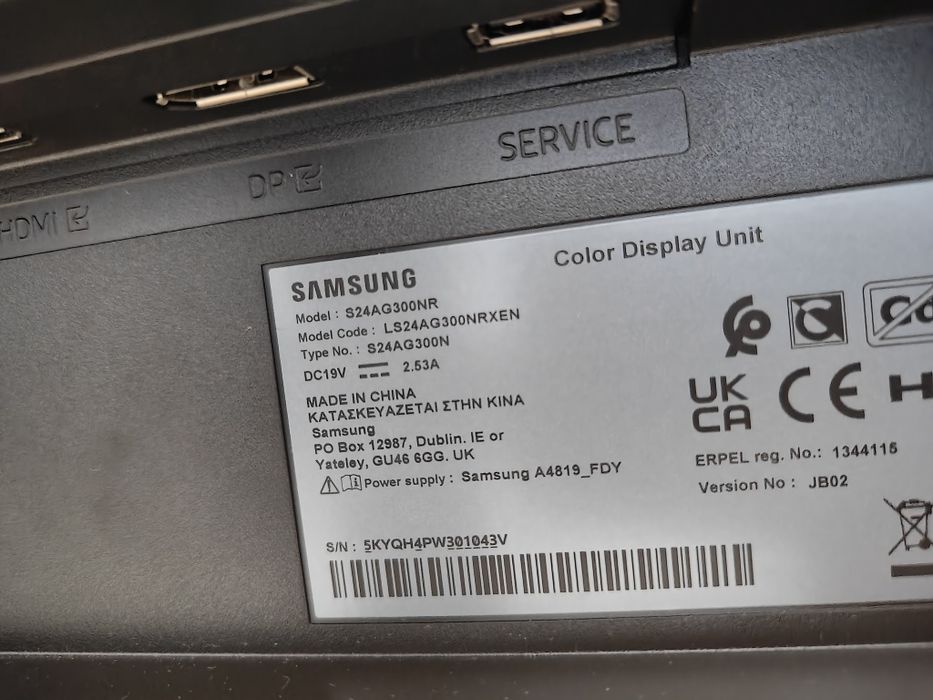 SERVICE
DP
HDMI
SAMSUNG
Color Display Unit
Model : S24AG300NR
Model Code : LS24AG300NRXEN
Type No. : S24AG300N
DC19V 2.53A
MADE IN CHINA
ΚΑΤΑΣΚΕΥΑΖΕΤΑΙ ΣΤΗΝ ΚΙΝΑ
Samsung
PO Box 12987, Dublin. IE or
Yateley, GU46 6GG. UK
Power supply : Samsung A4819_FDY
UK
CA
CE
ERPEL reg. No.: 1344115
Version No : JB02
S/N : 5KYQH4PW301043V